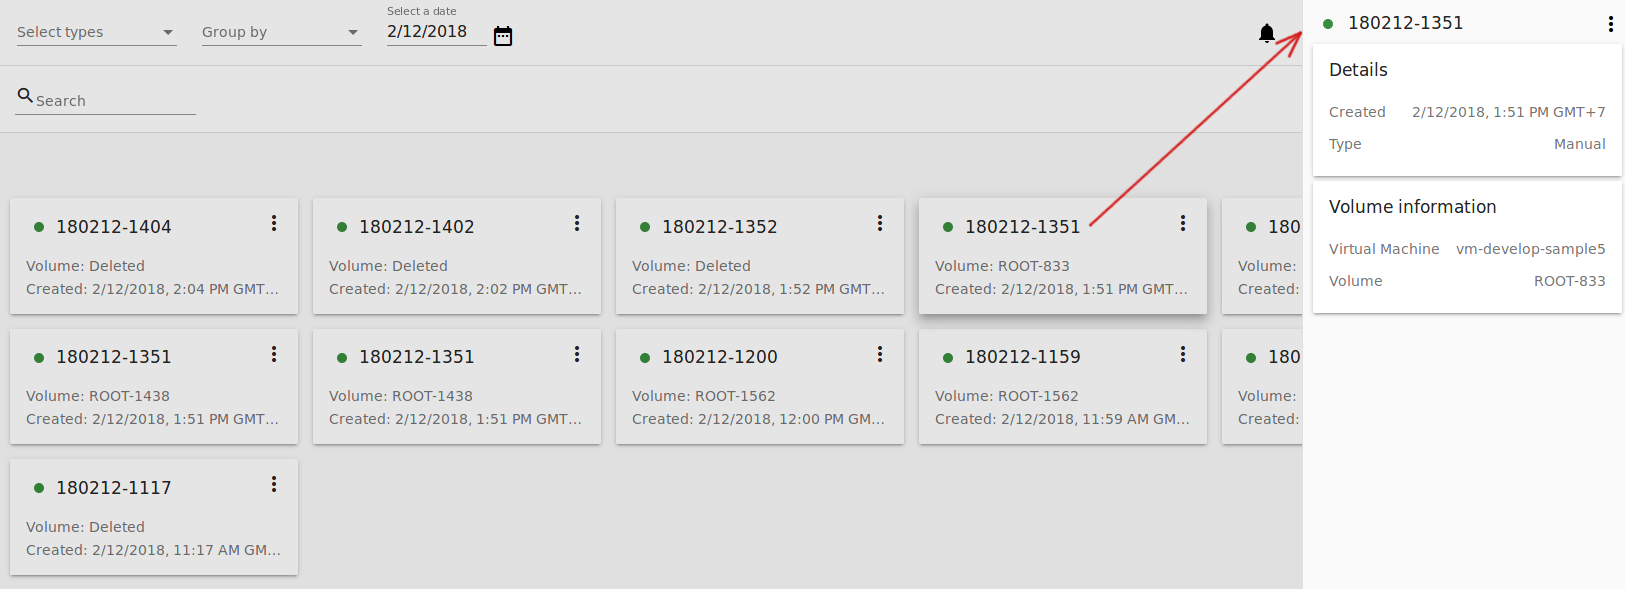 Select types
Group by
Select a date
2/12/2018
Search
180212-1404
Volume: Deleted
Created: 2/12/2018, 2:04 PM GMT...
180212-1402
Volume: Deleted
Created: 2/12/2018, 2:02 PM GMT...
180212-1352
Volume: Deleted
Created: 2/12/2018, 1:52 PM GMT...
180212-1351
Volume: ROOT-833
Created: 2/12/2018, 1:51 PM GMT...
180
Volume:
Created:
180212-1351
Volume: ROOT-1438
Created: 2/12/2018, 1:51 PM GMT...
180212-1351
Volume: ROOT-1438
Created: 2/12/2018, 1:51 PM GMT...
180212-1200
Volume: ROOT-1562
Created: 2/12/2018, 12:00 PM GM...
180212-1159
Volume: ROOT-1562
Created: 2/12/2018, 11:59 AM GM...
180
Volume:
Created:
180212-1117
Volume: Deleted
Created: 2/12/2018, 11:17 AM GM...
180212-1351
Details
Created 2/12/2018, 1:51 PM GMT+7
Type Manual
Volume information
Virtual Machine vm-develop-sample5
Volume ROOT-833